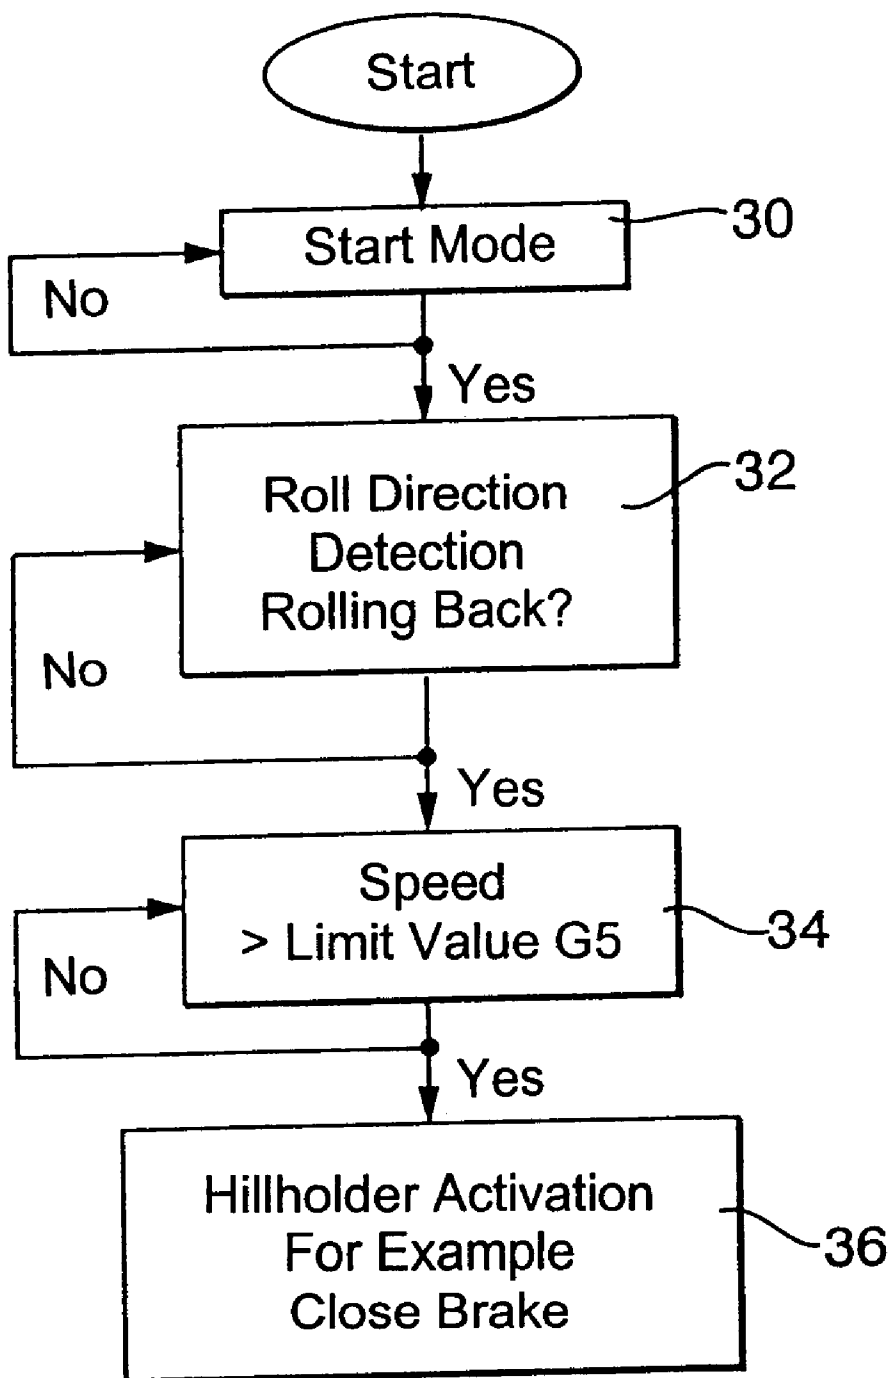 Start
Start Mode
30
No
Yes
Roll Direction
Detection
Rolling Back?
32
No
Yes
Speed
> Limit Value G5
34
No
Yes
Hillholder Activation
For Example
Close Brake
36